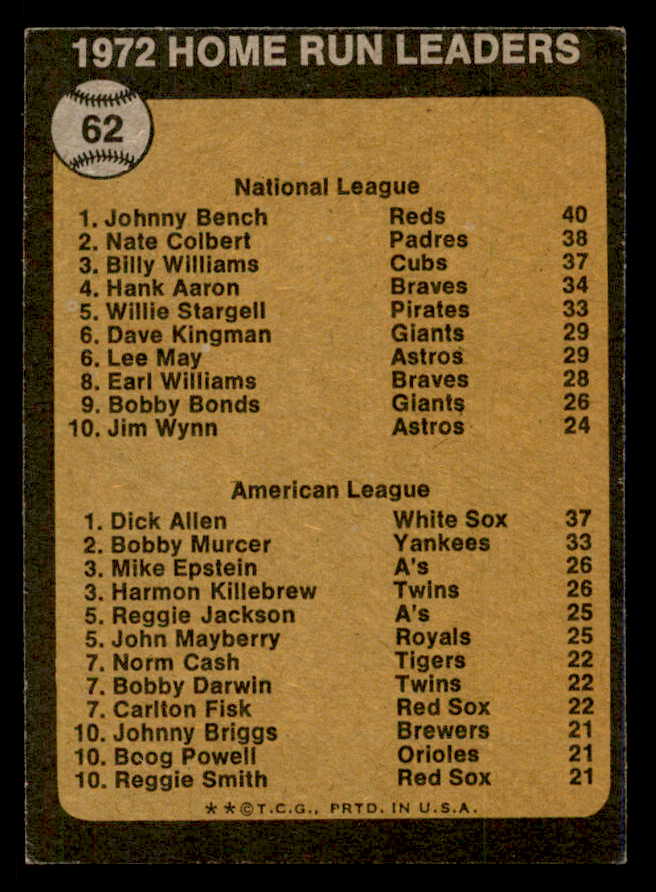 1972 HOME RUN LEADERS
62
National League
1. Johnny Bench Reds 40
2. Nate Colbert Padres 38
3. Billy Williams Cubs 37
4. Hank Aaron Braves 34
5. Willie Stargell Pirates 33
6. Dave Kingman Giants 29
6. Lee May Astros 29
8. Earl Williams Braves 28
9. Bobby Bonds Giants 26
10. Jim Wynn Astros 24
American League
1. Dick Allen White Sox 37
2. Bobby Murcer Yankees 33
3. Mike Epstein A's 26
3. Harmon Killebrew Twins 26
5. Reggie Jackson A's 25
5. John Mayberry Royals 25
7. Norm Cash Tigers 22
7. Bobby Darwin Twins 22
7. Carlton Fisk Red Sox 22
10. Johnny Briggs Brewers 21
10. Boog Powell Orioles 21
10. Reggie Smith Red Sox 21
**©T.C.G., PRTD. IN U.S.A.